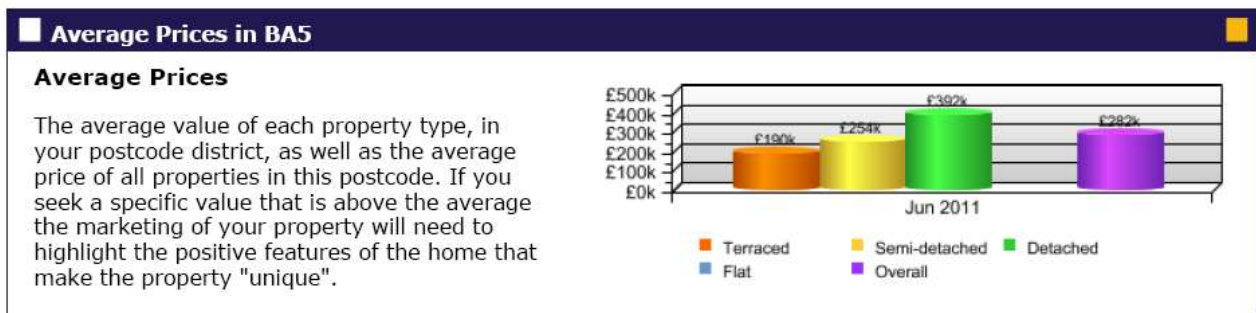 Average Prices in BA5
Average Prices
The average value of each property type, in
your postcode district, as well as the average
price of all properties in this postcode. If you
seek a specific value that is above the average
the marketing of your property will need to
highlight the positive features of the home that
make the property "unique".
£500k
£400k
£300k
£200k
£100k
£0k
£190k
£254k
£392k
£282k
Jun 2011
Terraced
Semi-detached
Detached
Flat
Overall